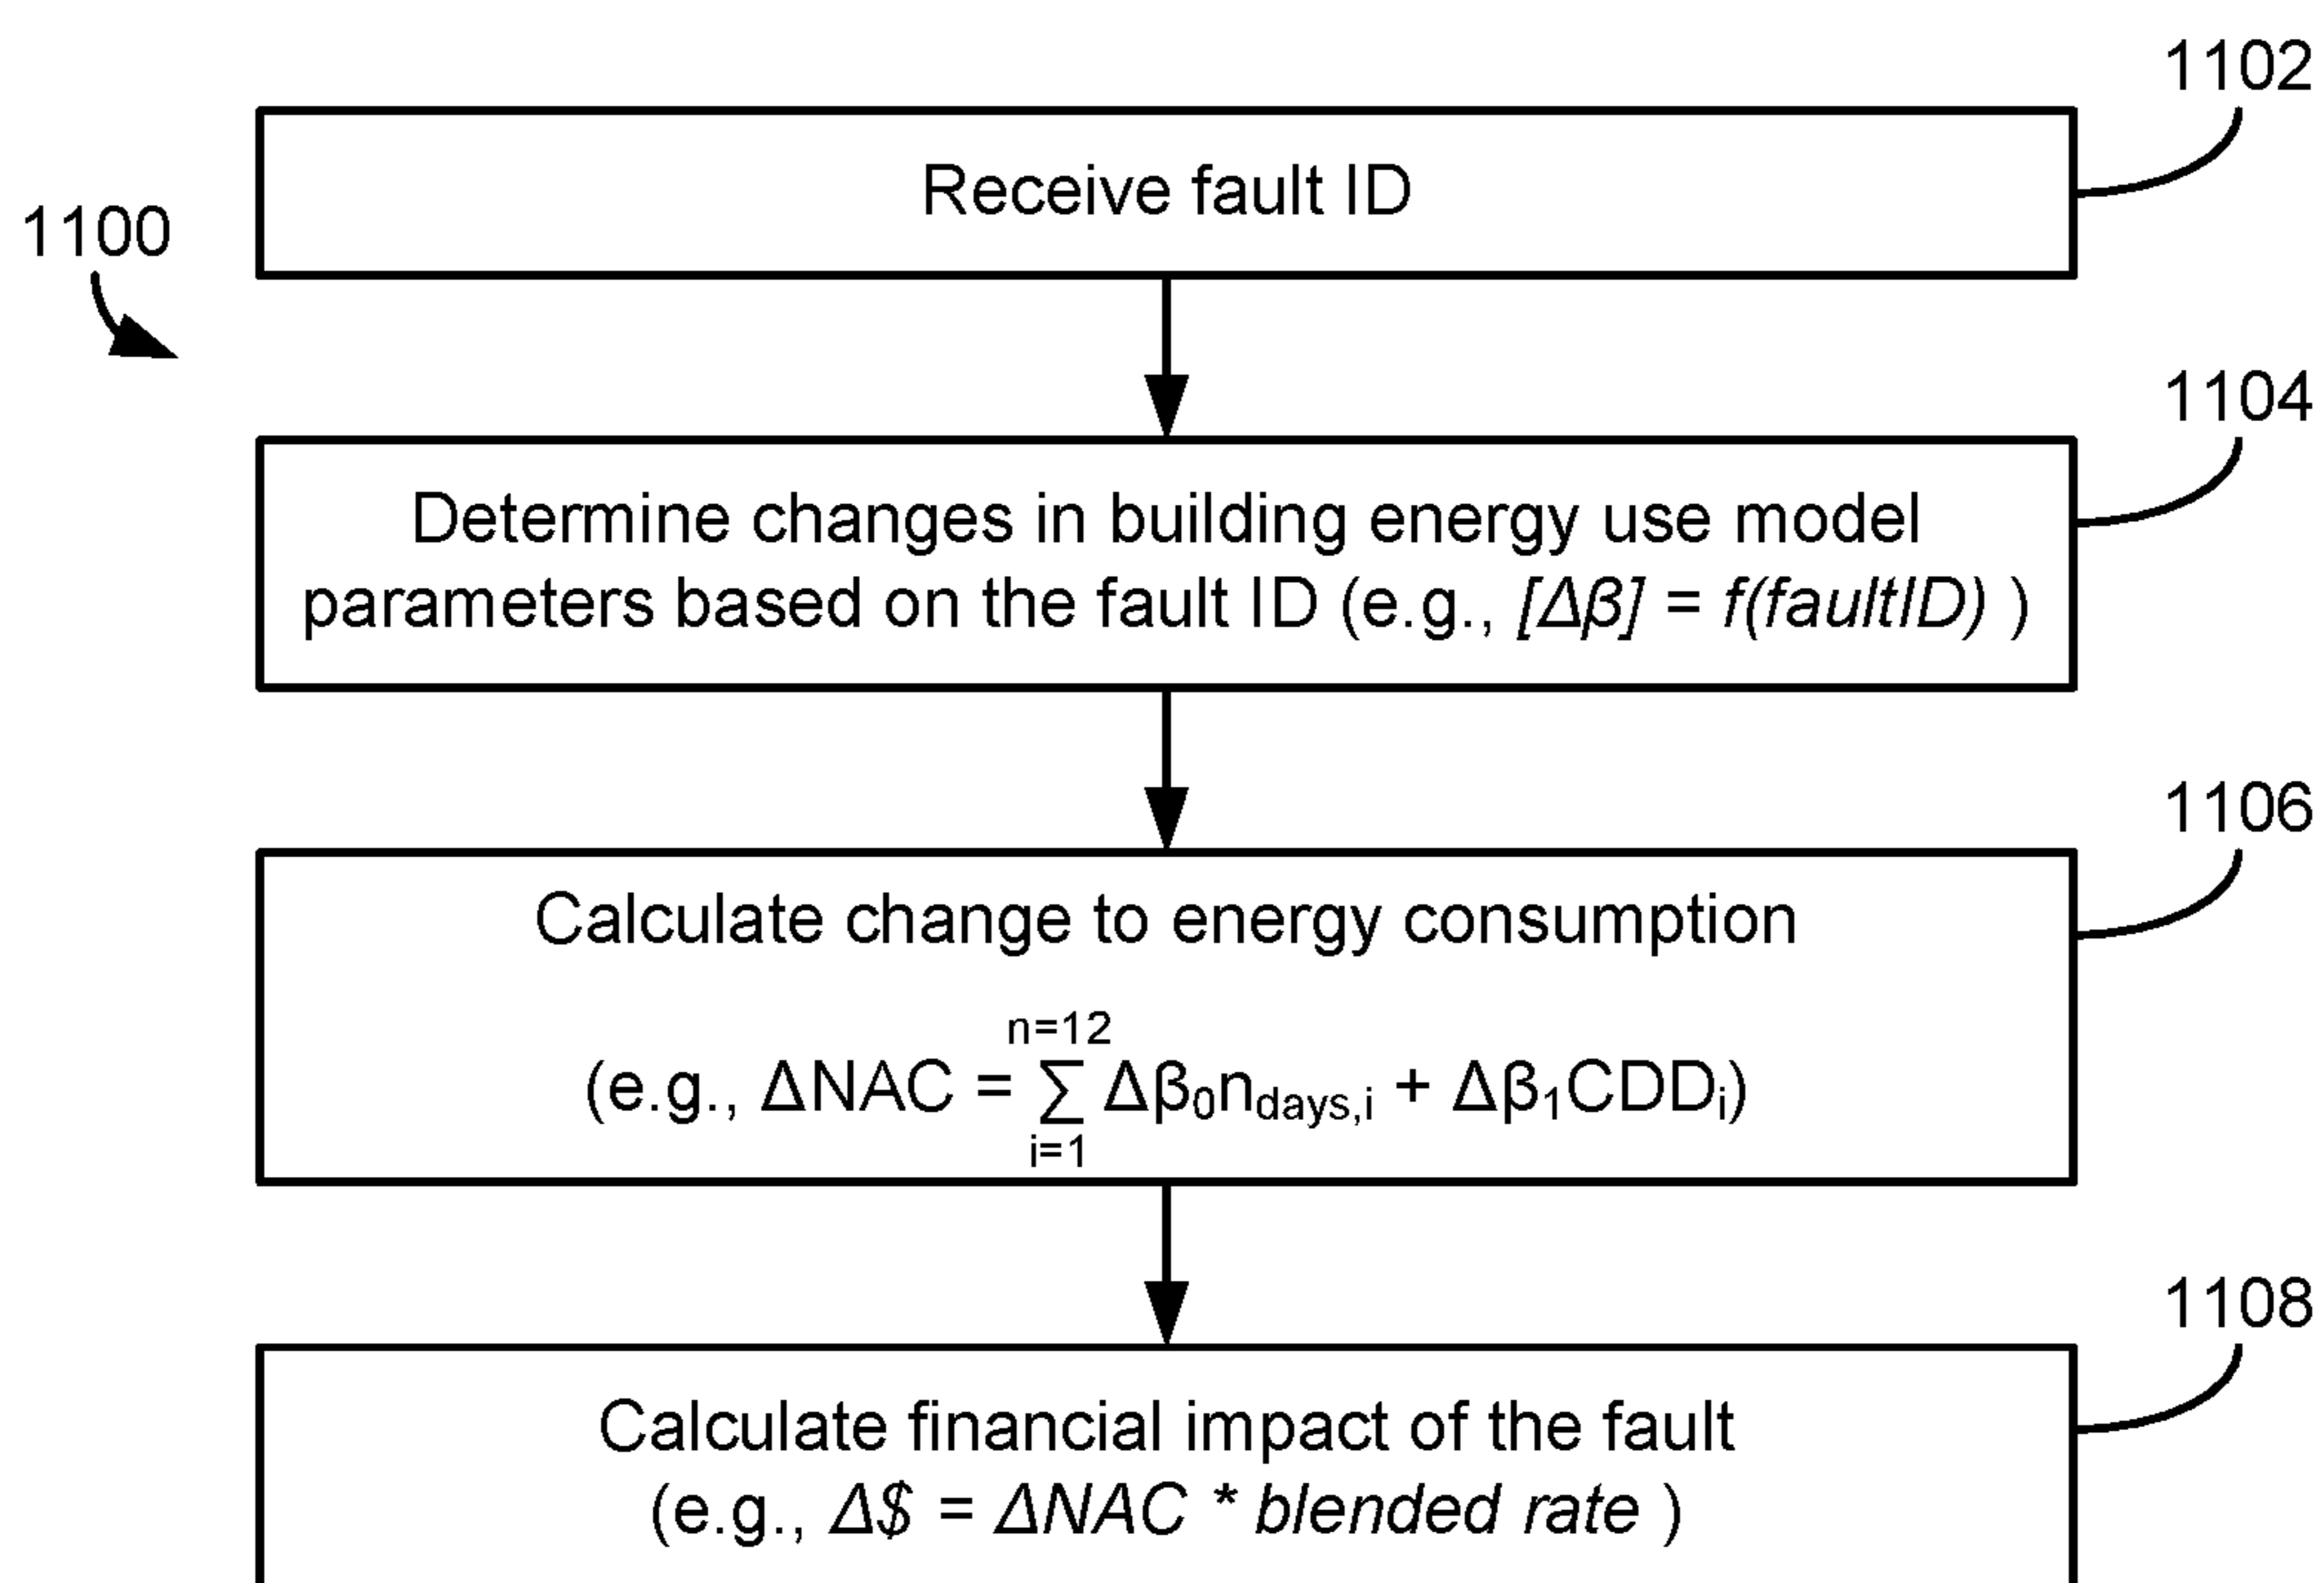 1102
Receive fault ID
1100
1104
Determine changes in building energy use model
parameters based on the fault ID (e.g., [Δβ] = f(faultID) )
1106
Calculate change to energy consumption
n=12
(e.g., ΔNAC = ∑ Δβ₀n_days,i + Δβ₁CDDᵢ)
i=1
1108
Calculate financial impact of the fault
(e.g., Δ$ = ΔNAC * blended rate )